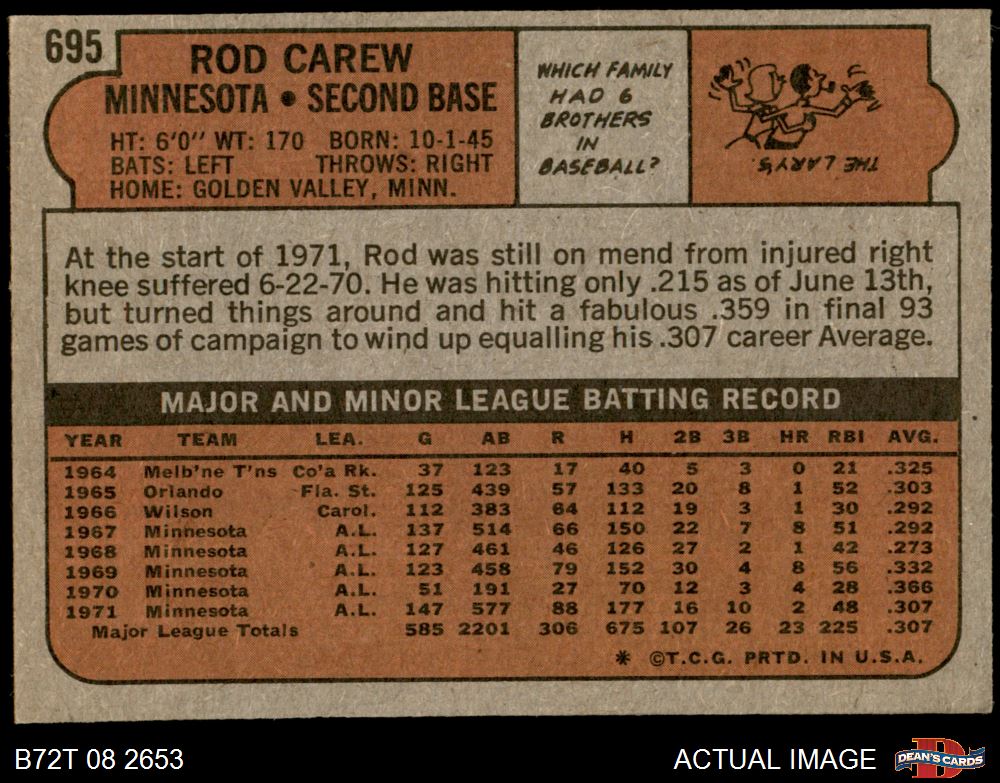 695
ROD CAREW
MINNESOTA • SECOND BASE
HT: 6'0" WT: 170 BORN: 10-1-45
BATS: LEFT THROWS: RIGHT
HOME: GOLDEN VALLEY, MINN.
WHICH FAMILY
HAD 6
BROTHERS
IN
BASEBALL?
THE LARYS.
At the start of 1971, Rod was still on mend from injured right
knee suffered 6-22-70. He was hitting only .215 as of June 13th,
but turned things around and hit a fabulous .359 in final 93
games of campaign to wind up equalling his .307 career Average.
MAJOR AND MINOR LEAGUE BATTING RECORD
YEAR TEAM LEA. G AB R H 2B 3B HR RBI AVG.
1964 Melb'ne T'ns Co'a Rk. 37 123 17 40 5 3 0 21 .325
1965 Orlando Fla. St. 125 439 57 133 20 8 1 52 .303
1966 Wilson Carol. 112 383 64 112 19 3 1 30 .292
1967 Minnesota A.L. 137 514 66 150 22 7 8 51 .292
1968 Minnesota A.L. 127 461 46 126 27 2 1 42 .273
1969 Minnesota A.L. 123 458 79 152 30 4 8 56 .332
1970 Minnesota A.L. 51 191 27 70 12 3 4 28 .366
1971 Minnesota A.L. 147 577 88 177 16 10 2 48 .307
Major League Totals 585 2201 306 675 107 26 23 225 .307
* ©T.C.G. PRTD. IN U.S.A.
B72T 08 2653
ACTUAL IMAGE
D
DEAN'S CARDS